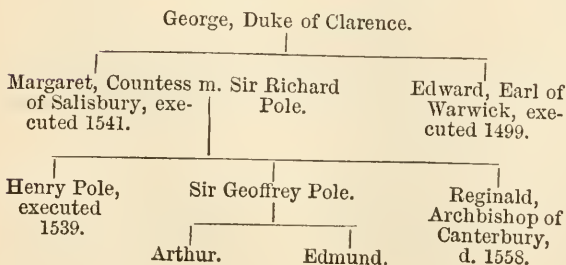 George, Duke of Clarence.
Margaret, Countess m. Sir Richard
of Salisbury, exe- Pole.
cuted 1541.
Edward, Earl of
Warwick, exe-
cuted 1499.
Henry Pole,
executed
1539.
Sir Geoffrey Pole.
Reginald,
Archbishop of
Canterbury,
d. 1558.
Arthur.
Edmund.